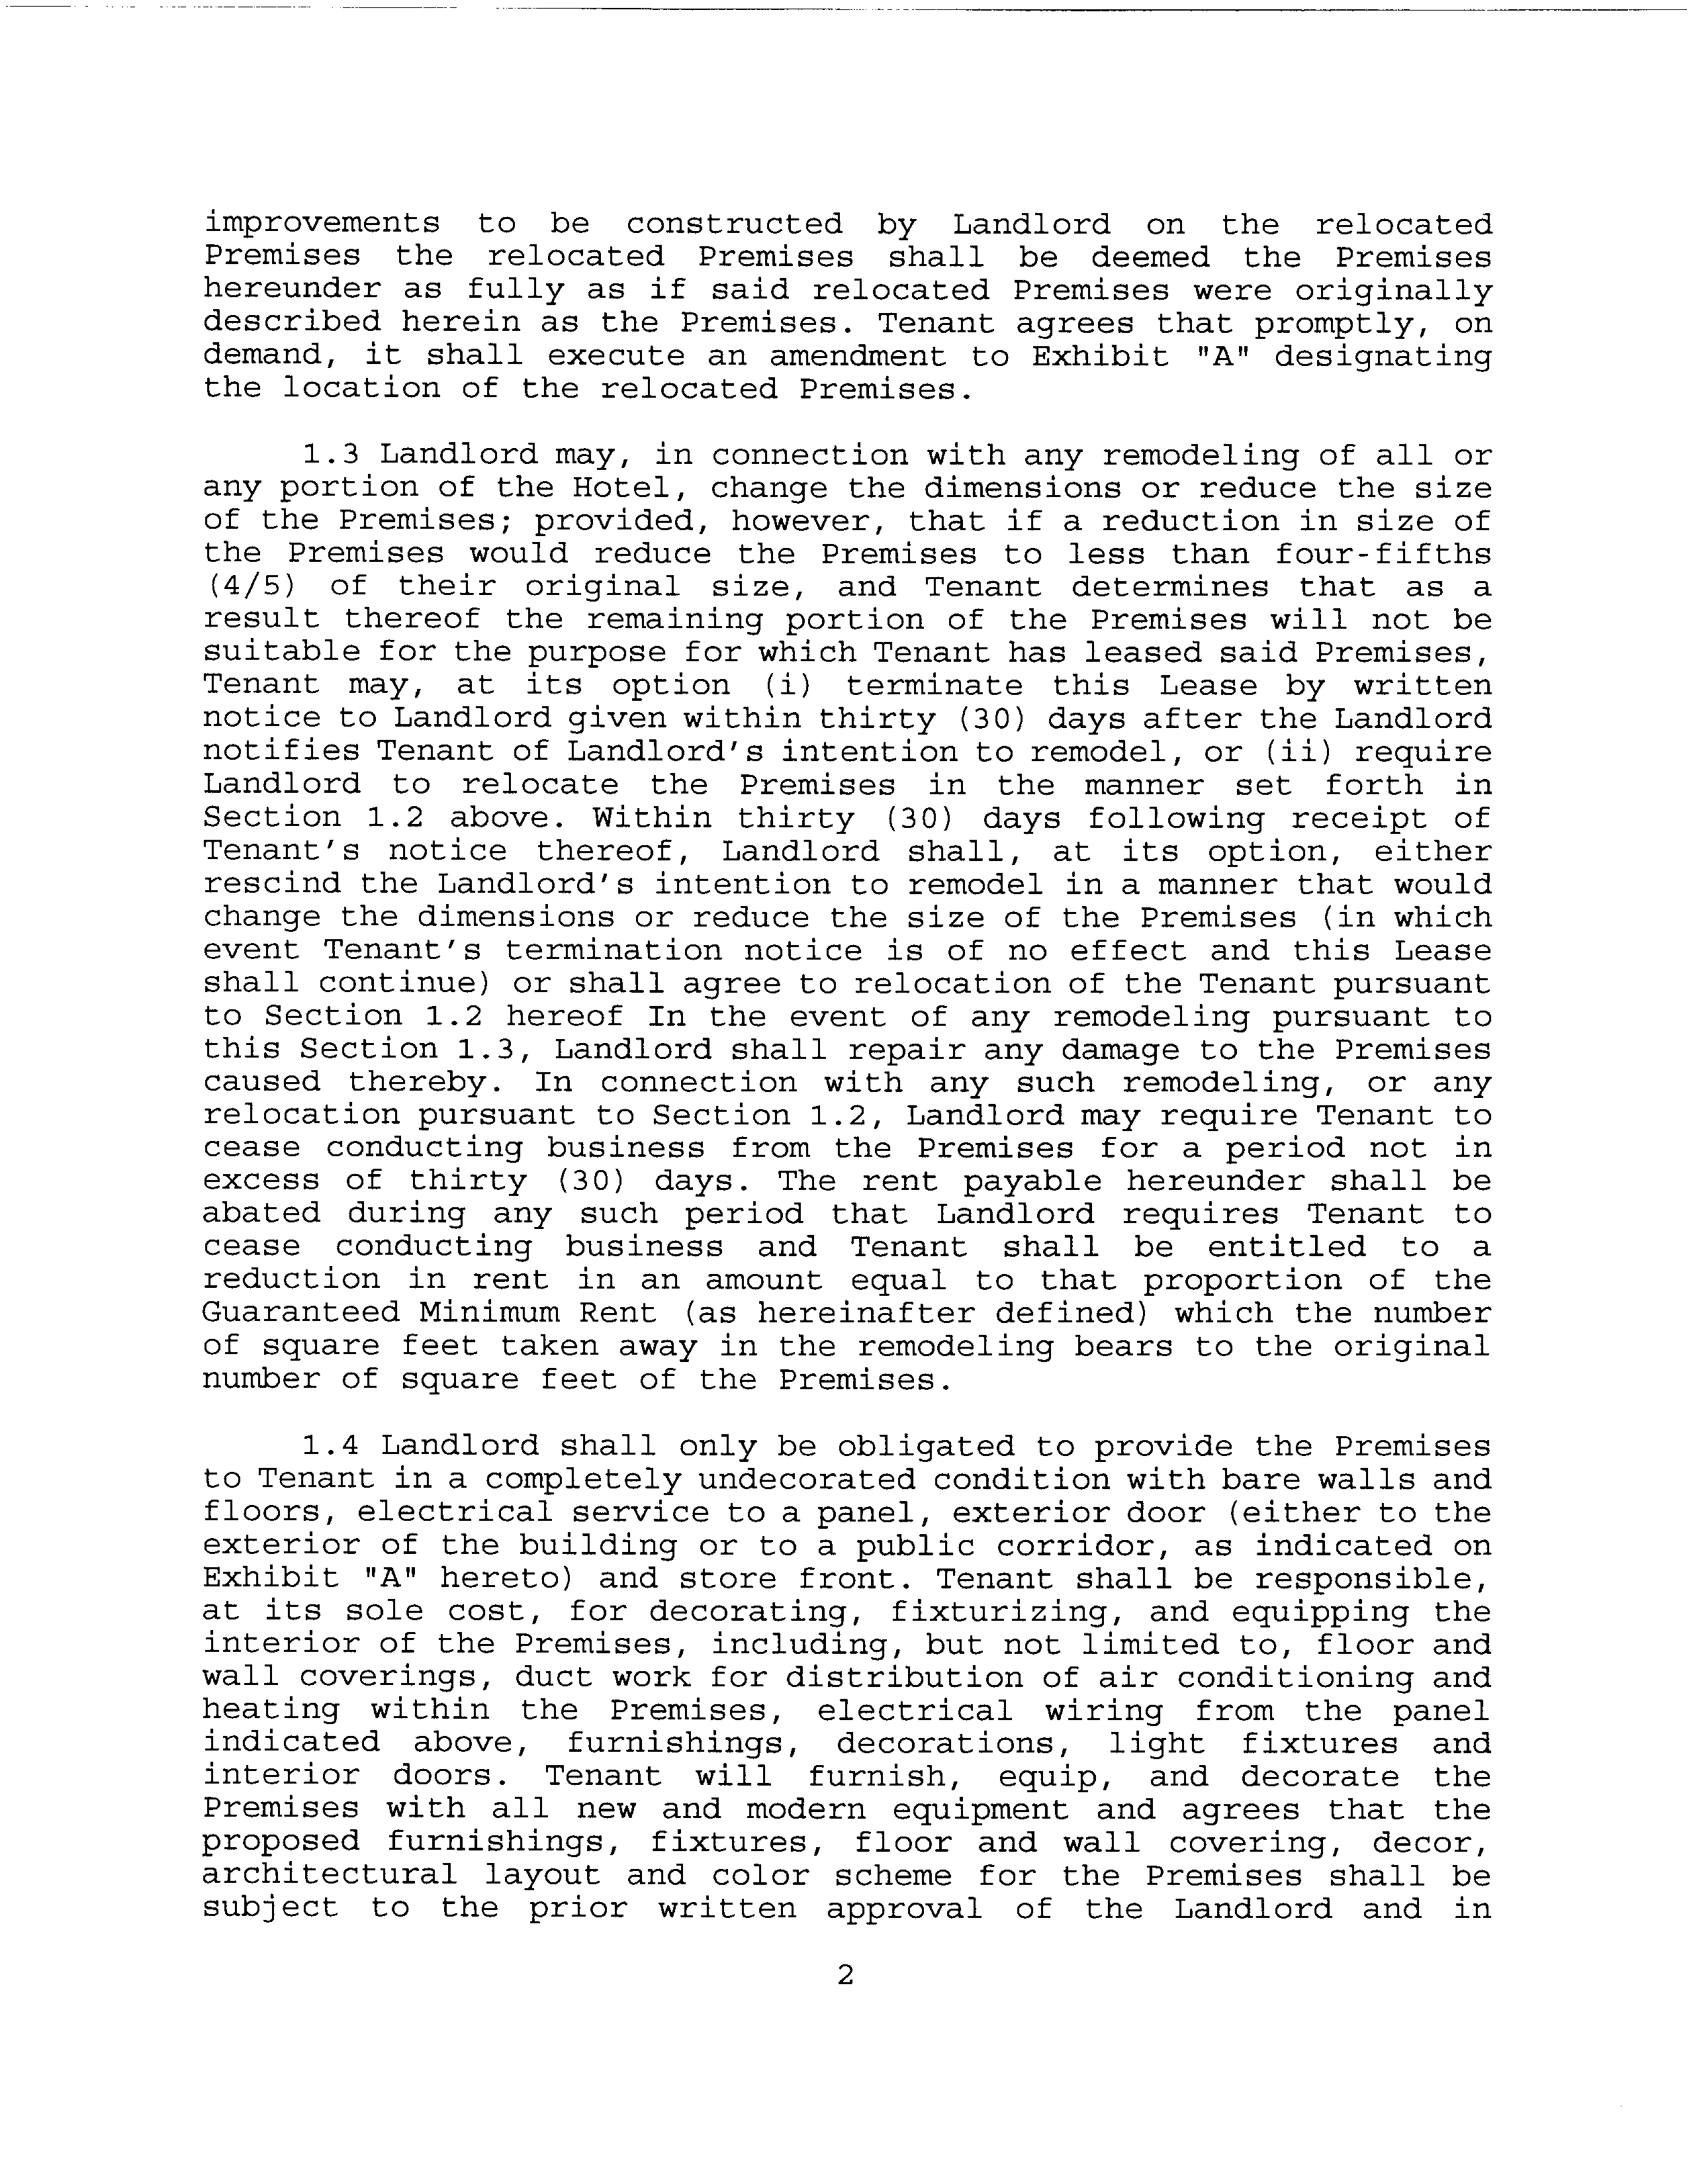 improvements to be constructed by Landlord on the relocated
Premises the relocated Premises shall be deemed the Premises
hereunder as fully as if said relocated Premises were originally
described herein as the Premises. Tenant agrees that promptly, on
demand, it shall execute an amendment to Exhibit "A" designating
the location of the relocated Premises.
1.3 Landlord may, in connection with any remodeling of all or
any portion of the Hotel, change the dimensions or reduce the size
of the Premises; provided, however, that if a reduction in size of
the Premises would reduce the Premises to less than four-fifths
(4/5) of their original size, and Tenant determines that as a
result thereof the remaining portion of the Premises will not be
suitable for the purpose for which Tenant has leased said Premises,
Tenant may, at its option (i) terminate this Lease by written
notice to Landlord given within thirty (30) days after the Landlord
notifies Tenant of Landlord's intention to remodel, or (ii) require
Landlord to relocate the Premises in the manner set forth in
Section 1.2 above. Within thirty (30) days following receipt of
Tenant's notice thereof, Landlord shall, at its option, either
rescind the Landlord's intention to remodel in a manner that would
change the dimensions or reduce the size of the Premises (in which
event Tenant's termination notice is of no effect and this Lease
shall continue) or shall agree to relocation of the Tenant pursuant
to Section 1.2 hereof In the event of any remodeling pursuant to
this Section 1.3, Landlord shall repair any damage to the Premises
caused thereby. In connection with any such remodeling, or any
relocation pursuant to Section 1.2, Landlord may require Tenant to
cease conducting business from the Premises for a period not in
excess of thirty (30) days. The rent payable hereunder shall be
abated during any such period that Landlord requires Tenant to
cease conducting business and Tenant shall be entitled to a
reduction in rent in an amount equal to that proportion of the
Guaranteed Minimum Rent (as hereinafter defined) which the number
of square feet taken away in the remodeling bears to the original
number of square feet of the Premises.
1.4 Landlord shall only be obligated to provide the Premises
to Tenant in a completely undecorated condition with bare walls and
floors, electrical service to a panel, exterior door (either to the
exterior of the building or to a public corridor, as indicated on
Exhibit "A" hereto) and store front. Tenant shall be responsible,
at its sole cost, for decorating, fixturizing, and equipping the
interior of the Premises, including, but not limited to, floor and
wall coverings, duct work for distribution of air conditioning and
heating within the Premises, electrical wiring from the panel
indicated above, furnishings, decorations, light fixtures and
interior doors. Tenant will furnish, equip, and decorate the
Premises with all new and modern equipment and agrees that the
proposed furnishings, fixtures, floor and wall covering, decor,
architectural layout and color scheme for the Premises shall be
subject to the prior written approval of the Landlord and in
2